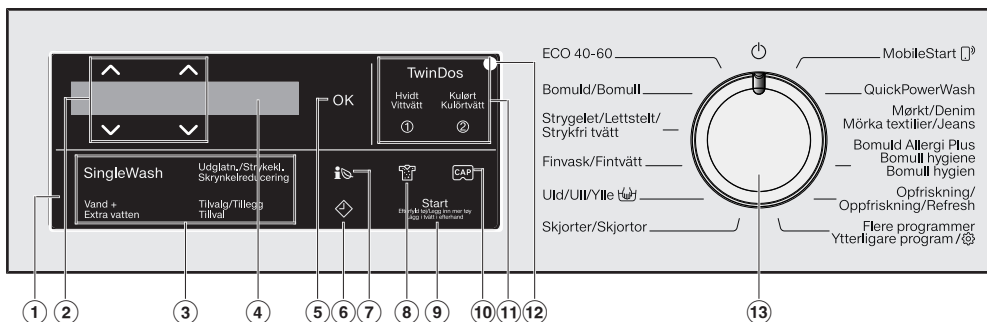 TwinDos
Hvidt
Vittvätt
Kulørt
Kulörtvätt
①
②
OK
SingleWash
Udglatn./Strykekl.
Skrynkelreducering
Vand +
Extra vatten
Tilvalg/Tillegg
Tillval
CAP
Start
Efterfyld tøj/Legg inn mer tøy
Lägg i tvätt i efterhand
ECO 40-60
Bomuld/Bomull
Strygelet/Lettstelt/
Strykfri tvätt
Finvask/Fintvätt
Uld/Ull/Ylle
Skjorter/Skjortor
MobileStart
QuickPowerWash
Mørkt/Denim
Mörka textilier/Jeans
Bomuld Allergi Plus
Bomull hygiene
Bomull hygien
Opfriskning/
Oppfriskning/Refresh
Flere programmer
Ytterligare program/
1
2
3
4
5
6
7
8
9
10
11
12
13